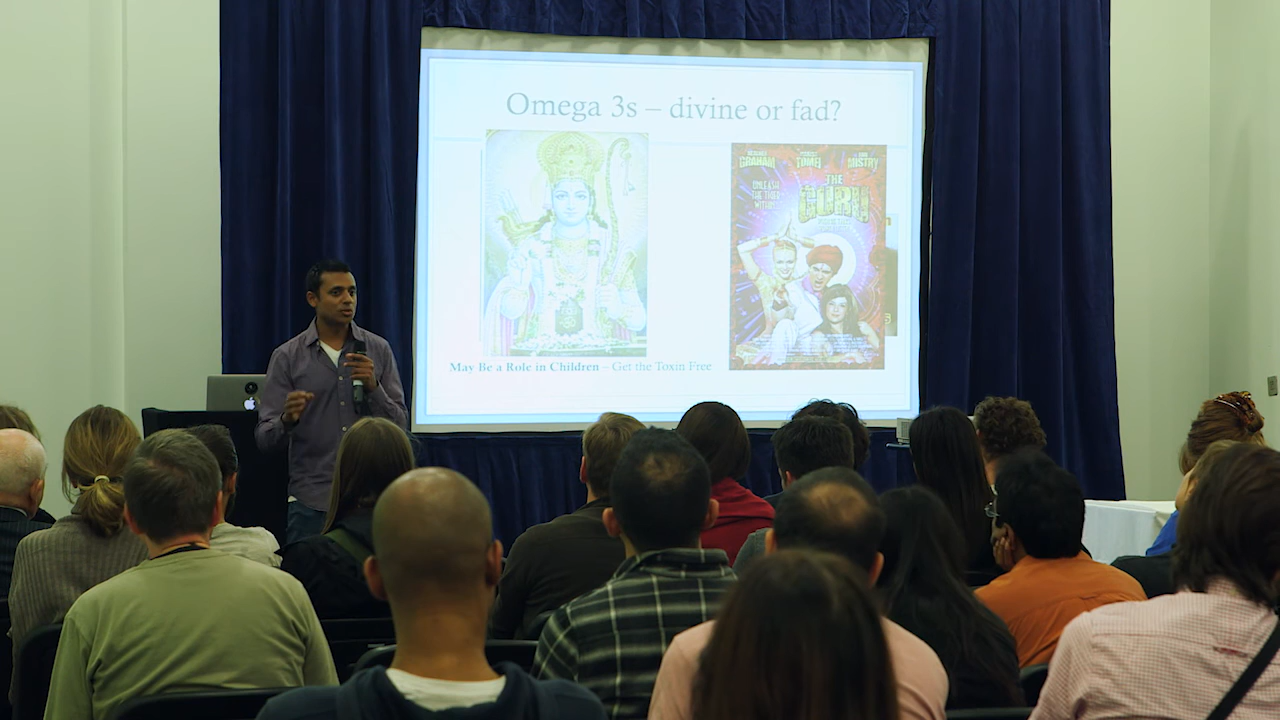 Omega 3s – divine or fad?
GRAHAM TOMEI MISTRY
THE
GURU
May Be a Role in Children – Get the Toxin Free